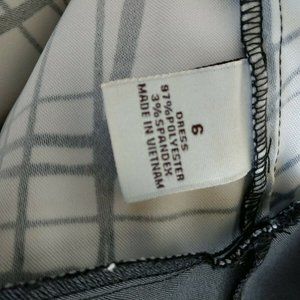 6
DRESS
97% POLYESTER
3% SPANDEX
MADE IN VIETNAM